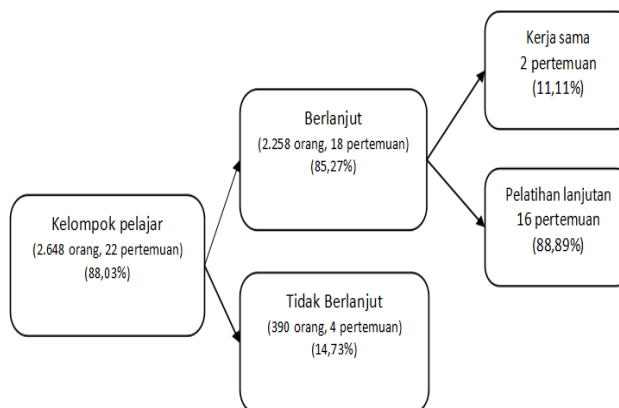 Kelompok pelajar
(2.648 orang, 22 pertemuan)
(88,03%)
Berlanjut
(2.258 orang, 18 pertemuan)
(85,27%)
Tidak Berlanjut
(390 orang, 4 pertemuan)
(14,73%)
Kerja sama
2 pertemuan
(11,11%)
Pelatihan lanjutan
16 pertemuan
(88,89%)